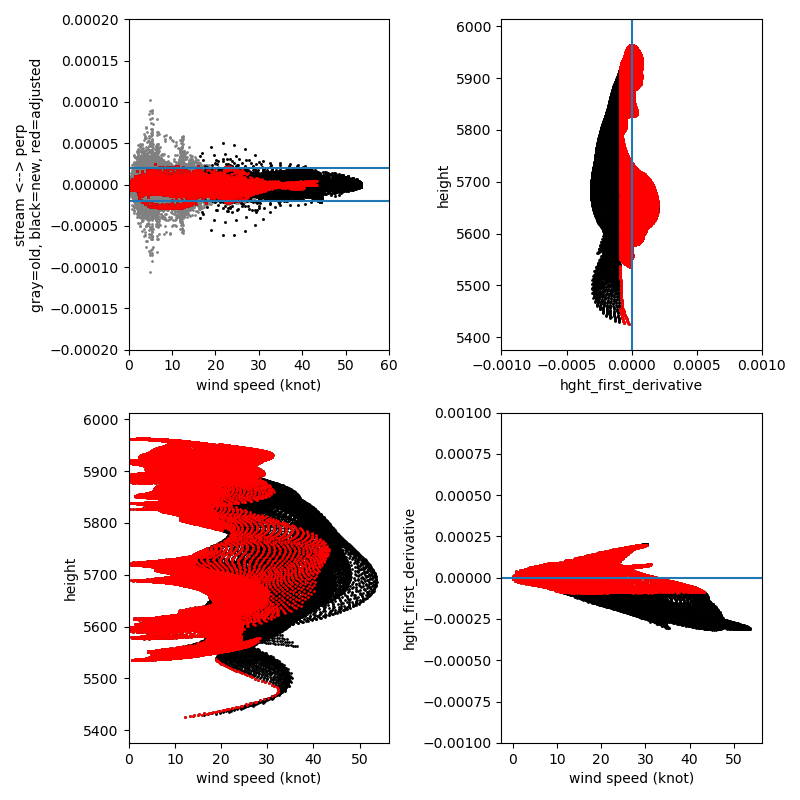 0.00020
0.00015
0.00010
0.00005
0.00000
−0.00005
−0.00010
−0.00015
−0.00020
stream <--> perp
gray=old, black=new, red=adjusted
0 10 20 30 40 50 60
wind speed (knot)
6000
5900
5800
5700
5600
5500
5400
height
−0.0010 −0.0005 0.0000 0.0005 0.0010
hght_first_derivative
6000
5900
5800
5700
5600
5500
5400
height
0 10 20 30 40 50
wind speed (knot)
0.00100
0.00075
0.00050
0.00025
0.00000
−0.00025
−0.00050
−0.00075
−0.00100
hght_first_derivative
0 10 20 30 40 50
wind speed (knot)